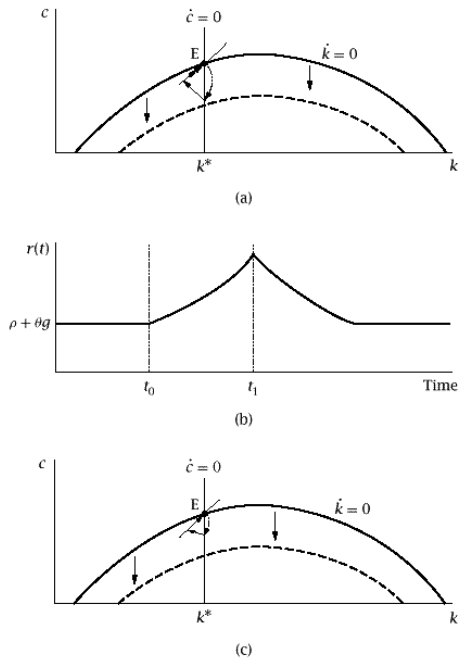 c
ċ = 0
E
k̇ = 0
k*
k
(a)
r(t)
ρ + θg
t₀
t₁
Time
(b)
c
ċ = 0
E
k̇ = 0
k*
k
(c)